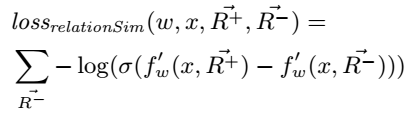 $loss_{relationSim}(w, x, \vec{R^+}, \vec{R^-}) =$
$\sum_{\vec{R^-}} -\log(\sigma(f'_w(x, \vec{R^+}) - f'_w(x, \vec{R^-})))$